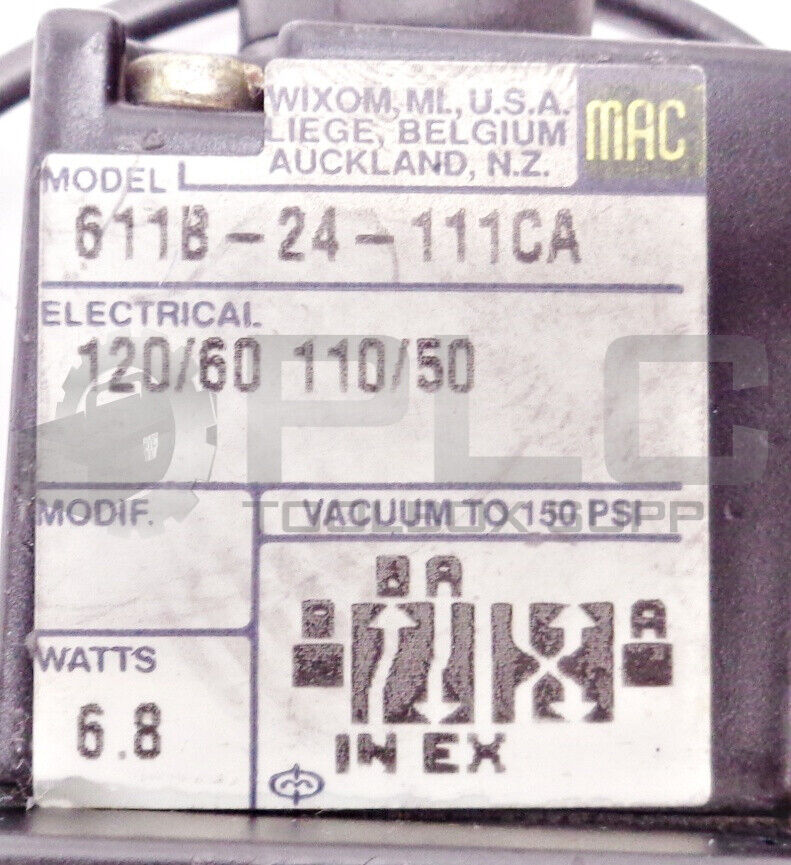 WIXOM, MI., U.S.A.
LIEGE, BELGIUM
AUCKLAND, N.Z.
MAC
MODEL
611B-24-111CA
ELECTRICAL
120/60 110/50
PLC
MODIF.
VACUUM TO 150 PSI
B A
B A
WATTS
6.8
IN EX